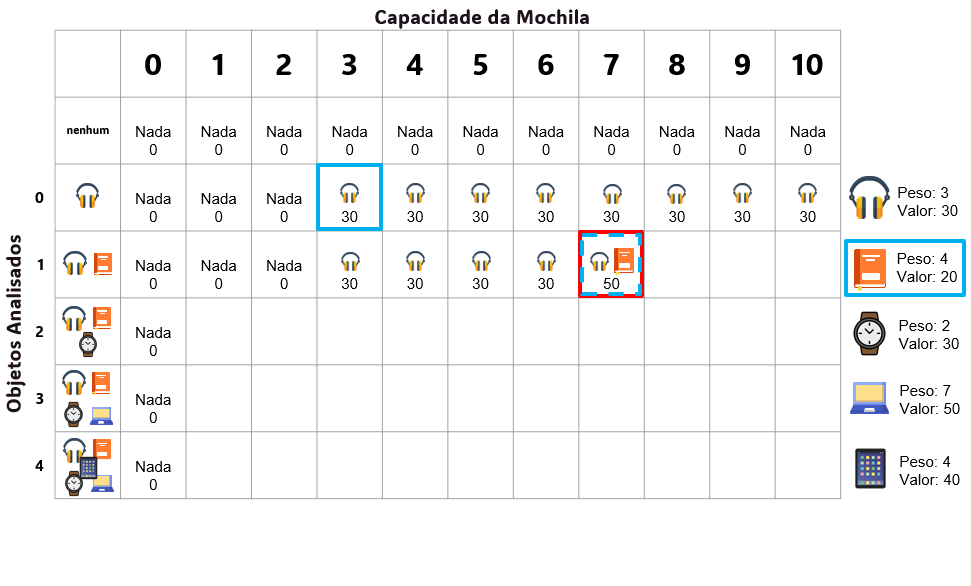 Capacidade da Mochila
0 1 2 3 4 5 6 7 8 9 10
nenhum
Nada Nada Nada Nada Nada Nada Nada Nada Nada Nada Nada
0 0 0 0 0 0 0 0 0 0 0
0
Nada Nada Nada
0 0 0 30 30 30 30 30 30 30 30
Peso: 3
Valor: 30
Objetos Analisados
1
Nada Nada Nada
0 0 0 30 30 30 30 50
Peso: 4
Valor: 20
2
Nada
0
Peso: 2
Valor: 30
3
Nada
0
Peso: 7
Valor: 50
4
Nada
0
Peso: 4
Valor: 40